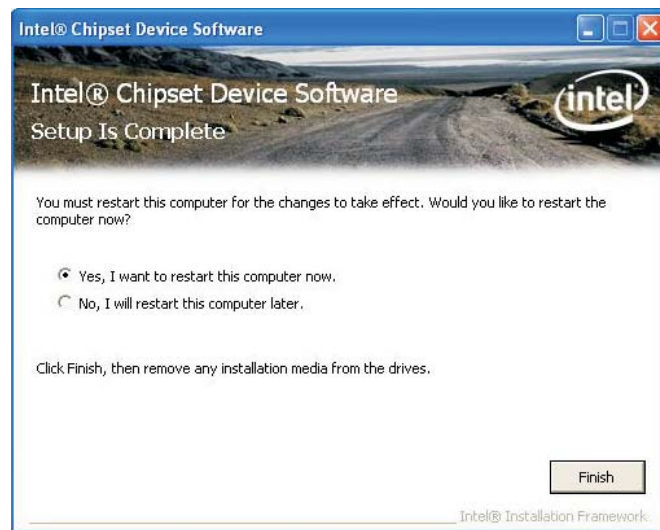 Intel® Chipset Device Software
Intel® Chipset Device Software
Setup Is Complete
intel
You must restart this computer for the changes to take effect. Would you like to restart the
computer now?
Yes, I want to restart this computer now.
No, I will restart this computer later.
Click Finish, then remove any installation media from the drives.
Finish
Intel® Installation Framework